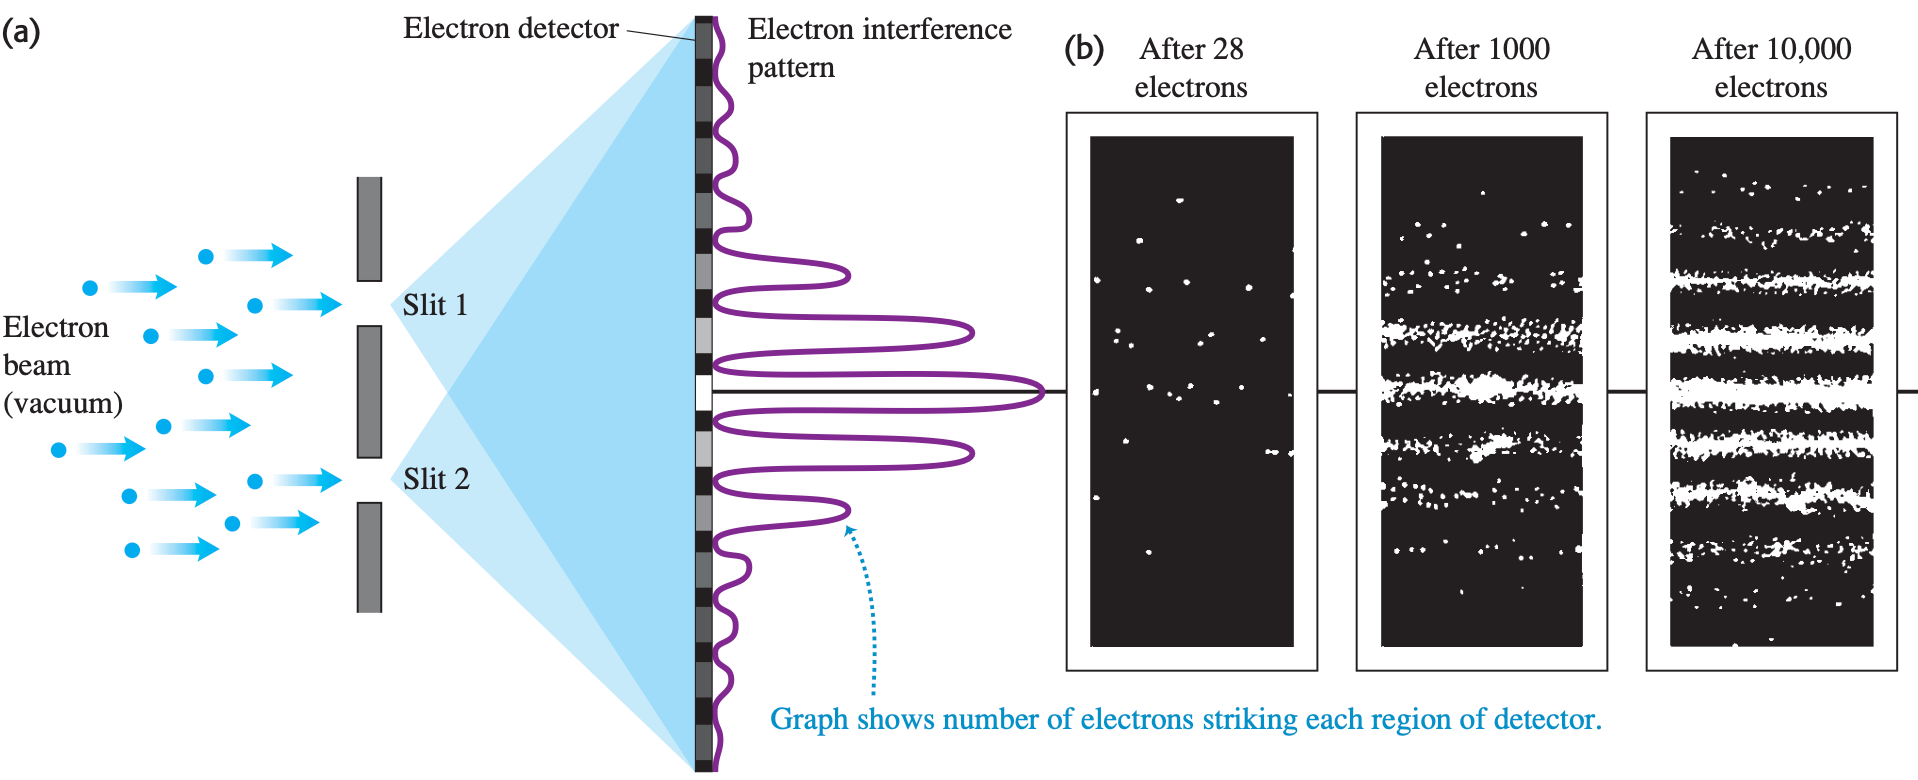 (a)
Electron detector
Electron interference
pattern
Electron
beam
(vacuum)
Slit 1
Slit 2
(b)
After 28
electrons
After 1000
electrons
After 10,000
electrons
Graph shows number of electrons striking each region of detector.